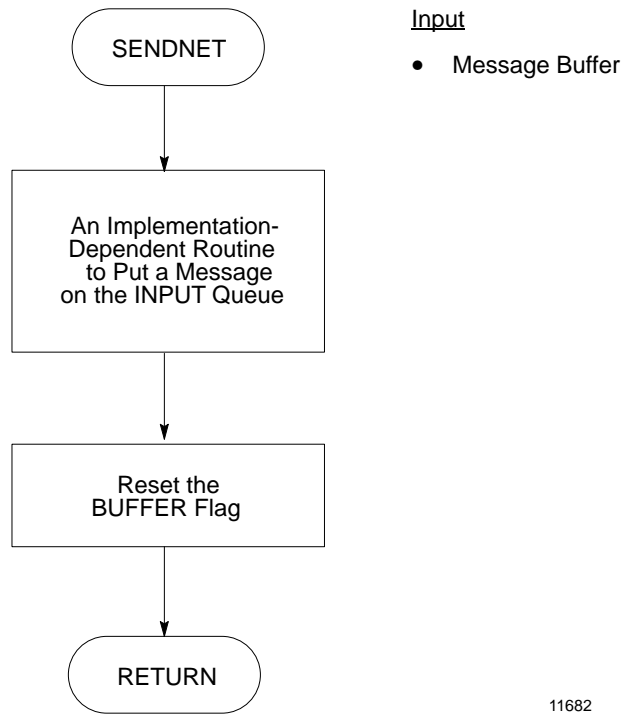 SENDNET
Input
• Message Buffer
An Implementation-
Dependent Routine
to Put a Message
on the INPUT Queue
Reset the
BUFFER Flag
RETURN
11682